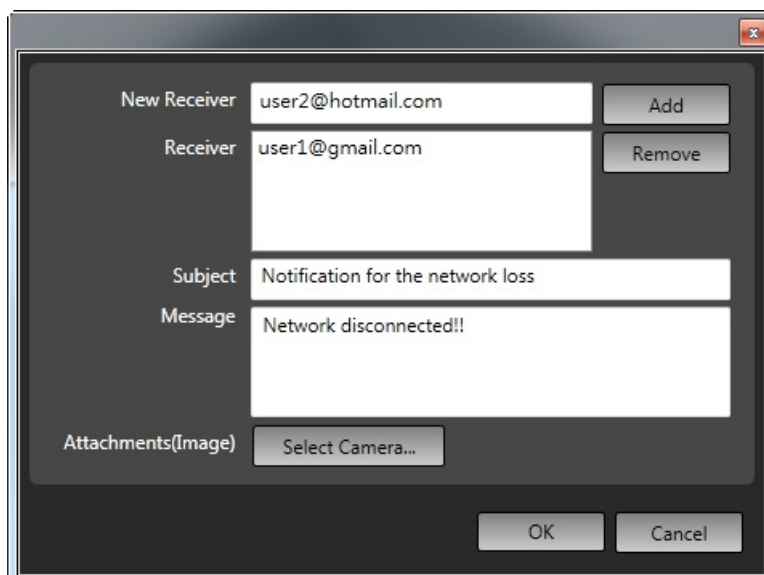 New Receiver user2@hotmail.com Add
Receiver user1@gmail.com Remove
Subject Notification for the network loss
Message Network disconnected!!
Attachments(Image) Select Camera...
OK Cancel